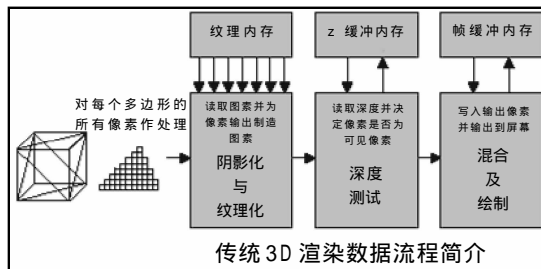 纹理内存
z 缓冲内存
帧缓冲内存
对每个多边形的
所有像素作处理
读取图素并为
像素输出制造
图素
阴影化
与
纹理化
读取深度并决
定像素是否为
可见像素
深度
测试
写入输出像素
并输出到屏幕
混合
及
绘制
传统3D渲染数据流程简介